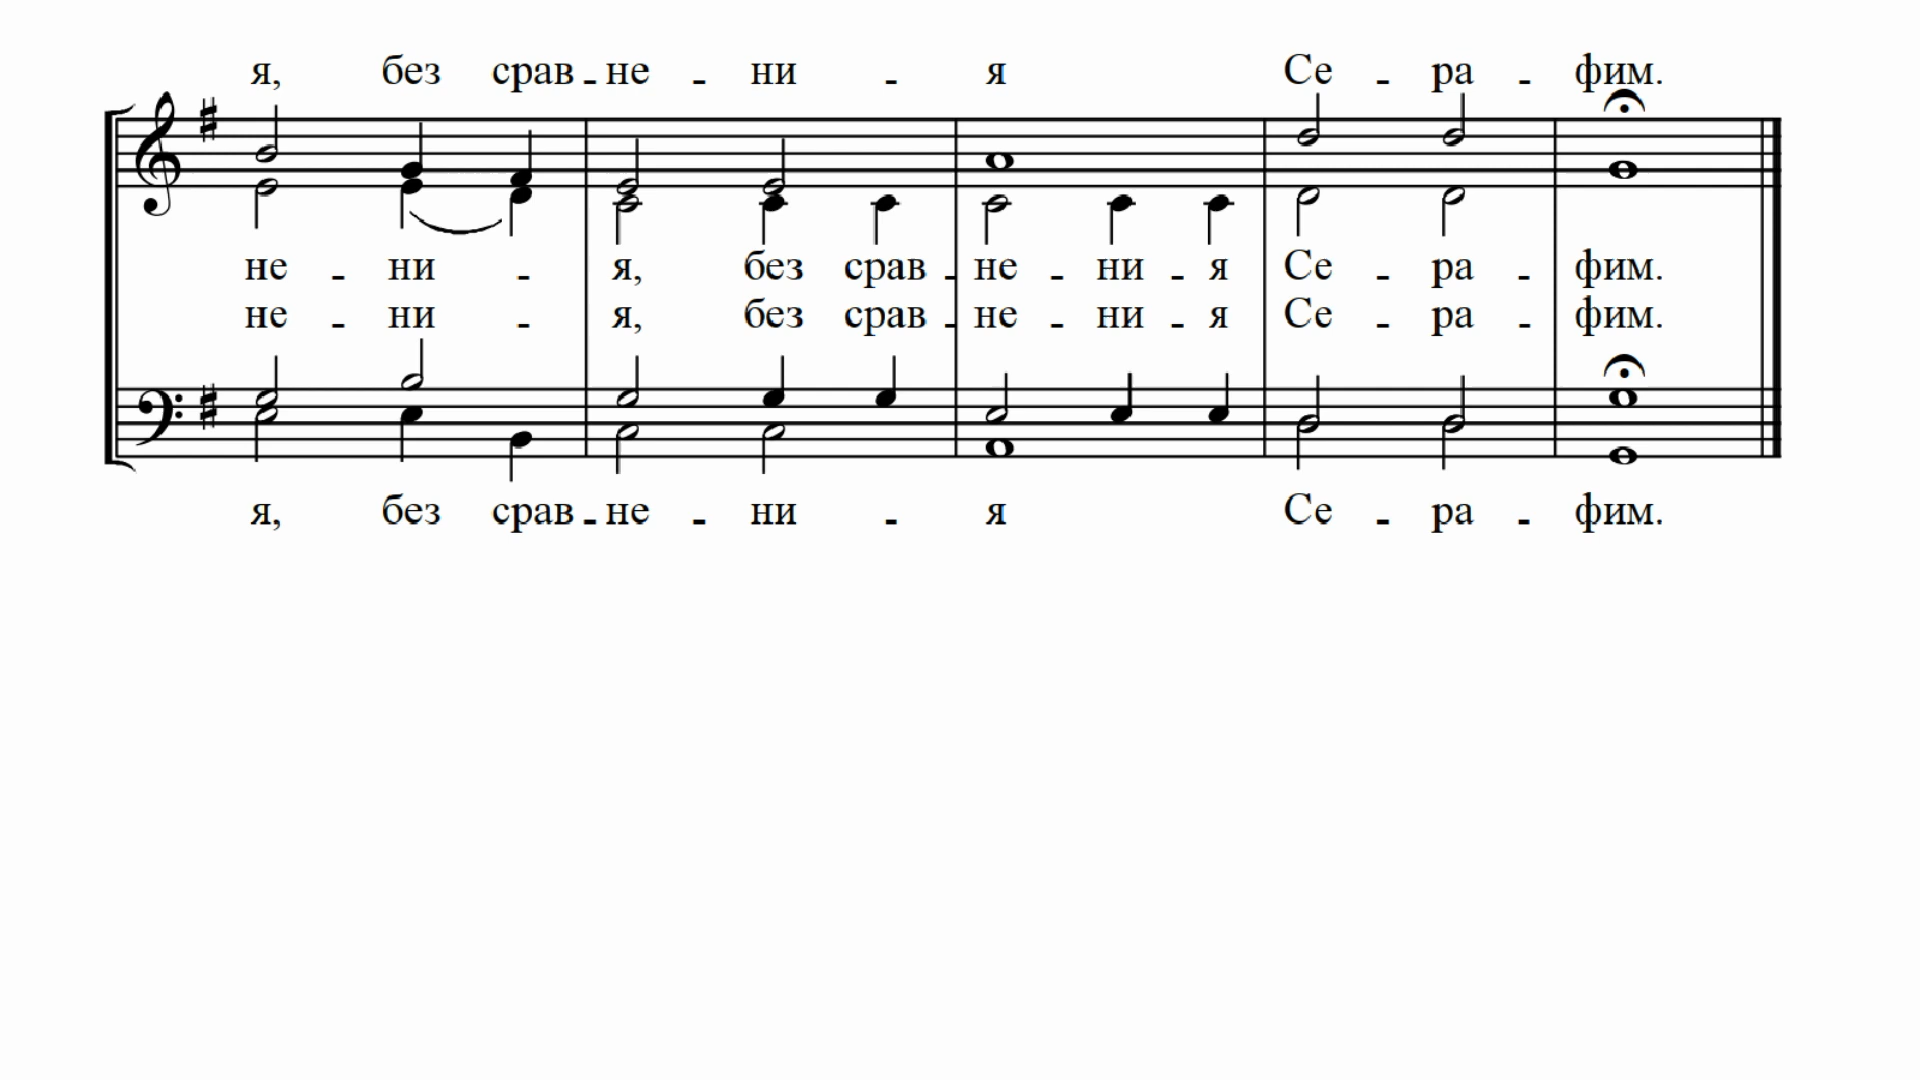 я, без срав - не - ни - я Се - ра - фим.
не - ни - я, без срав - не - ни - я Се - ра - фим.
не - ни - я, без срав - не - ни - я Се - ра - фим.
я, без срав - не - ни - я Се - ра - фим.